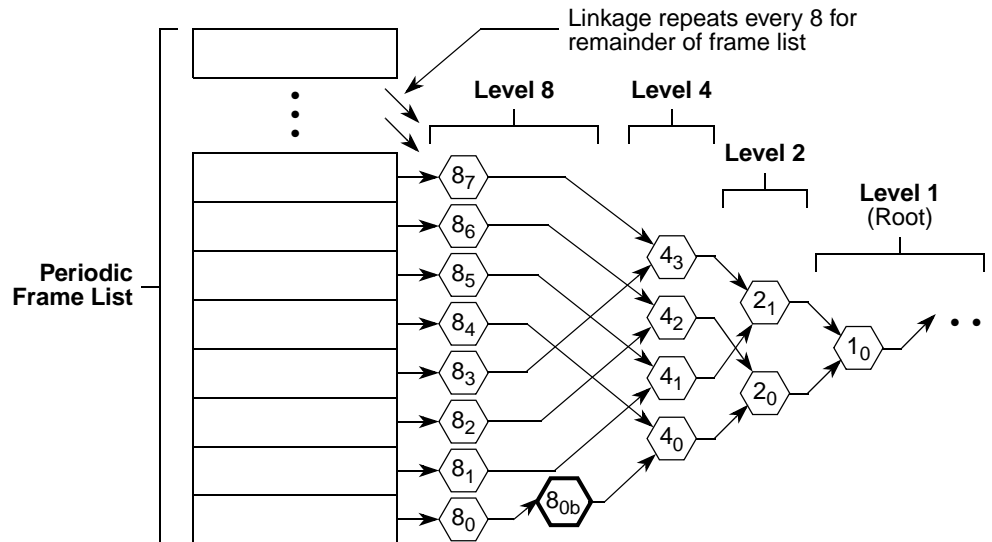 Linkage repeats every 8 for
remainder of frame list
Level 8
Level 4
Level 2
Level 1
(Root)
Periodic
Frame List
8₇
8₆
8₅
8₄
8₃
8₂
8₁
8₀
8₀b
4₃
4₂
4₁
4₀
2₁
2₀
1₀